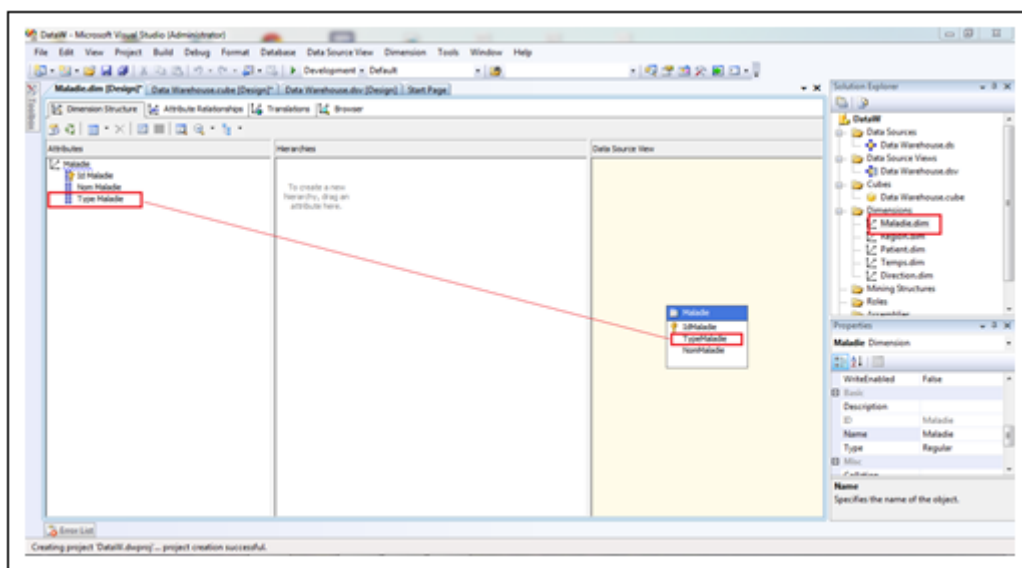 DataW - Microsoft Visual Studio (Administrator)
File Edit View Project Build Debug Format Database Data Source View Dimension Tools Window Help
Development Default
Maladie.dim [Design]* Data Warehouse.cube [Design]* Data Warehouse.dsv [Design] Start Page
Toolbox
Dimension Structure Attribute Relationships Translations Browser
Attributes
Maladie
Id Maladie
Nom Maladie
Type Maladie
Hierarchies
To create a new
hierarchy, drag an
attribute here.
Data Source View
Maladie
IdMaladie
TypeMaladie
NomMaladie
Solution Explorer
DataW
Data Sources
Data Warehouse.ds
Data Source Views
Data Warehouse.dsv
Cubes
Data Warehouse.cube
Dimensions
Maladie.dim
Region.dim
Patient.dim
Temps.dim
Direction.dim
Mining Structures
Roles
Assemblies
Properties
Maladie Dimension
WriteEnabled False
Basic
Description
ID Maladie
Name Maladie
Type Regular
Misc
Collation
Name
Specifies the name of the object.
Error List
Creating project 'DataW.dwproj'... project creation successful.